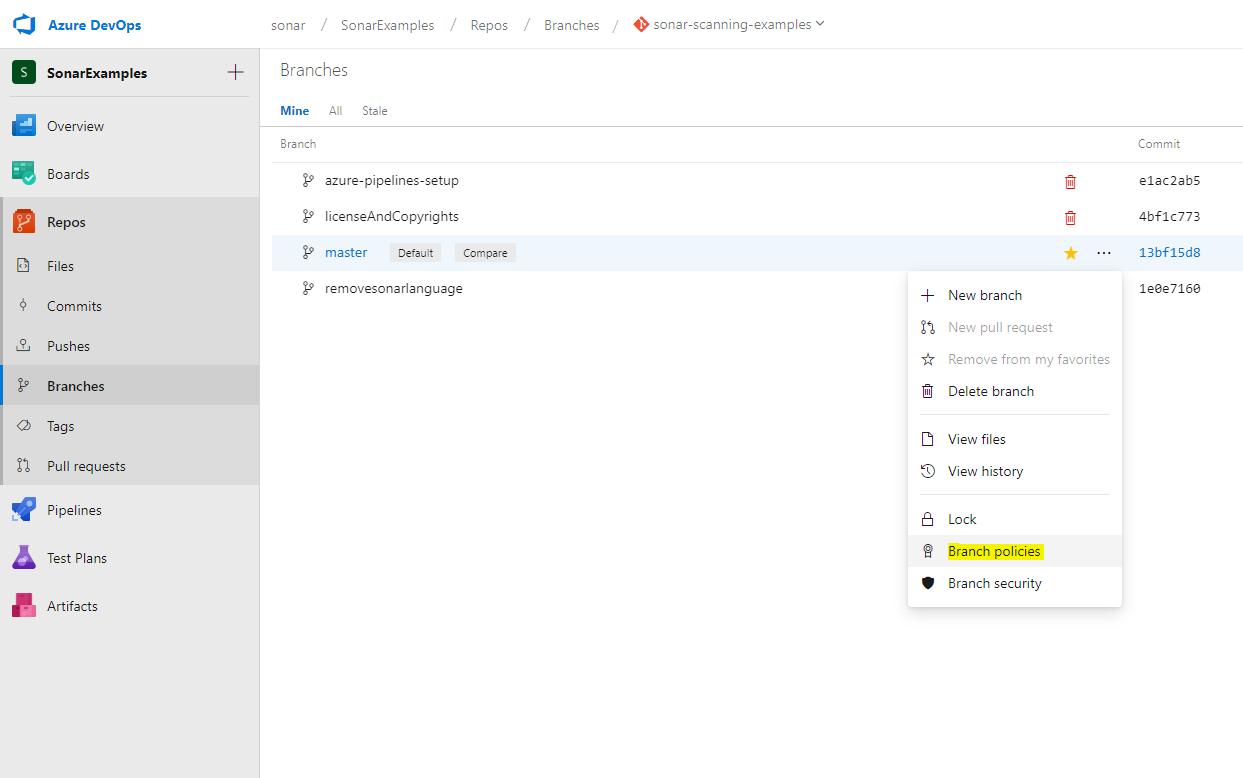 Azure DevOps
sonar / SonarExamples / Repos / Branches / sonar-scanning-examples
S SonarExamples
Branches
Mine All Stale
Overview
Boards
Repos
Files
Commits
Pushes
Branches
Tags
Pull requests
Pipelines
Test Plans
Artifacts
Branch Commit
azure-pipelines-setup e1ac2ab5
licenseAndCopyrights 4bf1c773
master Default Compare 13bf15d8
removesonarlanguage 1e0e7160
New branch
New pull request
Remove from my favorites
Delete branch
View files
View history
Lock
Branch policies
Branch security